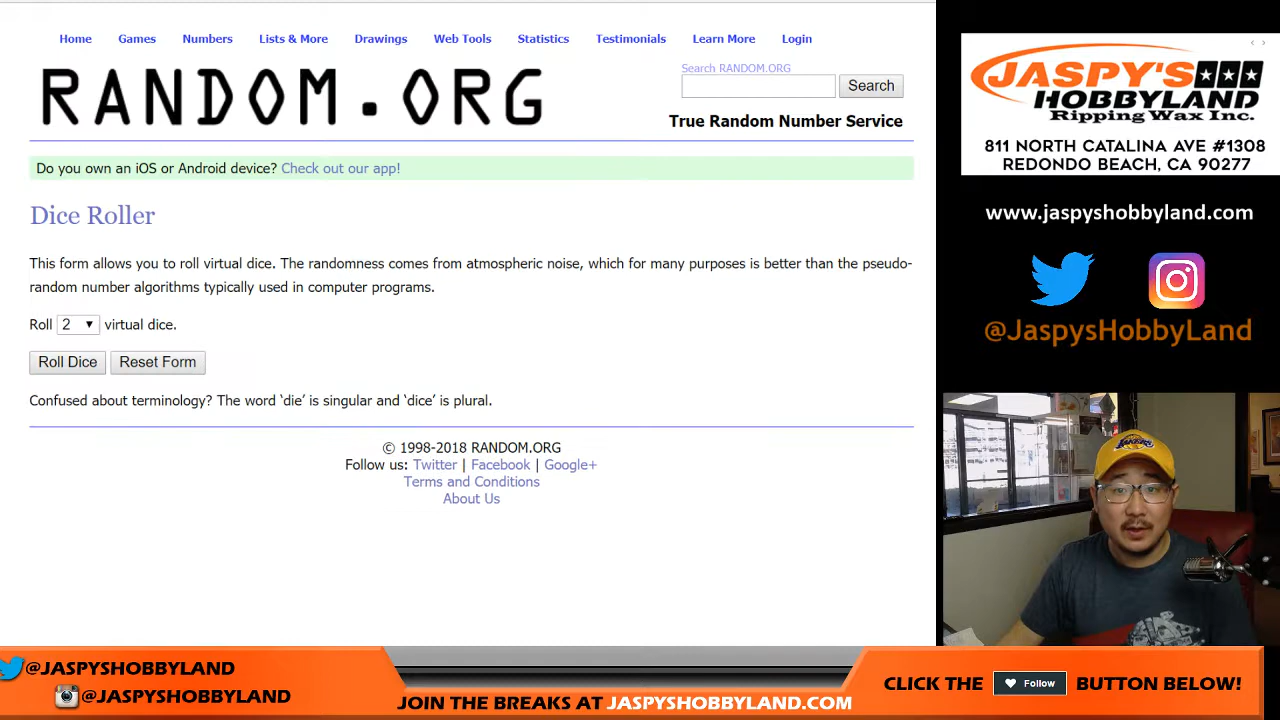 Home Games Numbers Lists & More Drawings Web Tools Statistics Testimonials Learn More Login
RANDOM.ORG
Search RANDOM.ORG
Search
True Random Number Service
Do you own an iOS or Android device? Check out our app!
Dice Roller
This form allows you to roll virtual dice. The randomness comes from atmospheric noise, which for many purposes is better than the pseudo-
random number algorithms typically used in computer programs.
Roll 2 virtual dice.
Roll Dice Reset Form
Confused about terminology? The word ‘die’ is singular and ‘dice’ is plural.
© 1998-2018 RANDOM.ORG
Follow us: Twitter | Facebook | Google+
Terms and Conditions
About Us
JASPY'S
HOBBYLAND
Ripping Wax Inc.
811 NORTH CATALINA AVE #1308
REDONDO BEACH, CA 90277
www.jaspyshobbyland.com
@JaspysHobbyLand
LAKERS
@JASPYSHOBBYLAND
@JASPYSHOBBYLAND
JOIN THE BREAKS AT JASPYSHOBBYLAND.COM
CLICK THE Follow BUTTON BELOW!